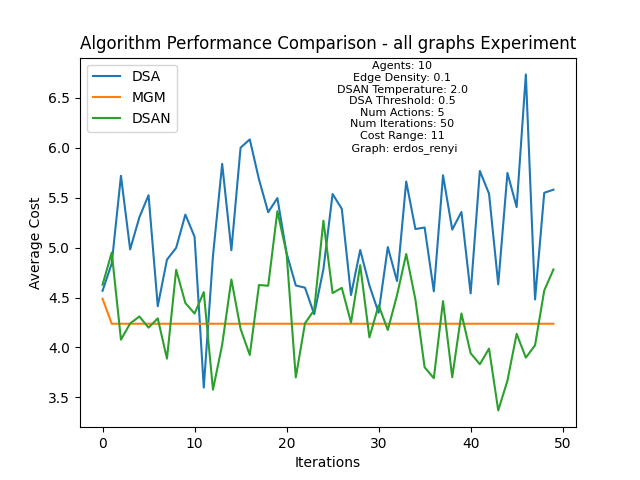 Algorithm Performance Comparison - all graphs Experiment
DSA
MGM
DSAN
Agents: 10
Edge Density: 0.1
DSAN Temperature: 2.0
DSA Threshold: 0.5
Num Actions: 5
Num Iterations: 50
Cost Range: 11
Graph: erdos_renyi
Average Cost
6.5
6.0
5.5
5.0
4.5
4.0
3.5
0 10 20 30 40 50
Iterations